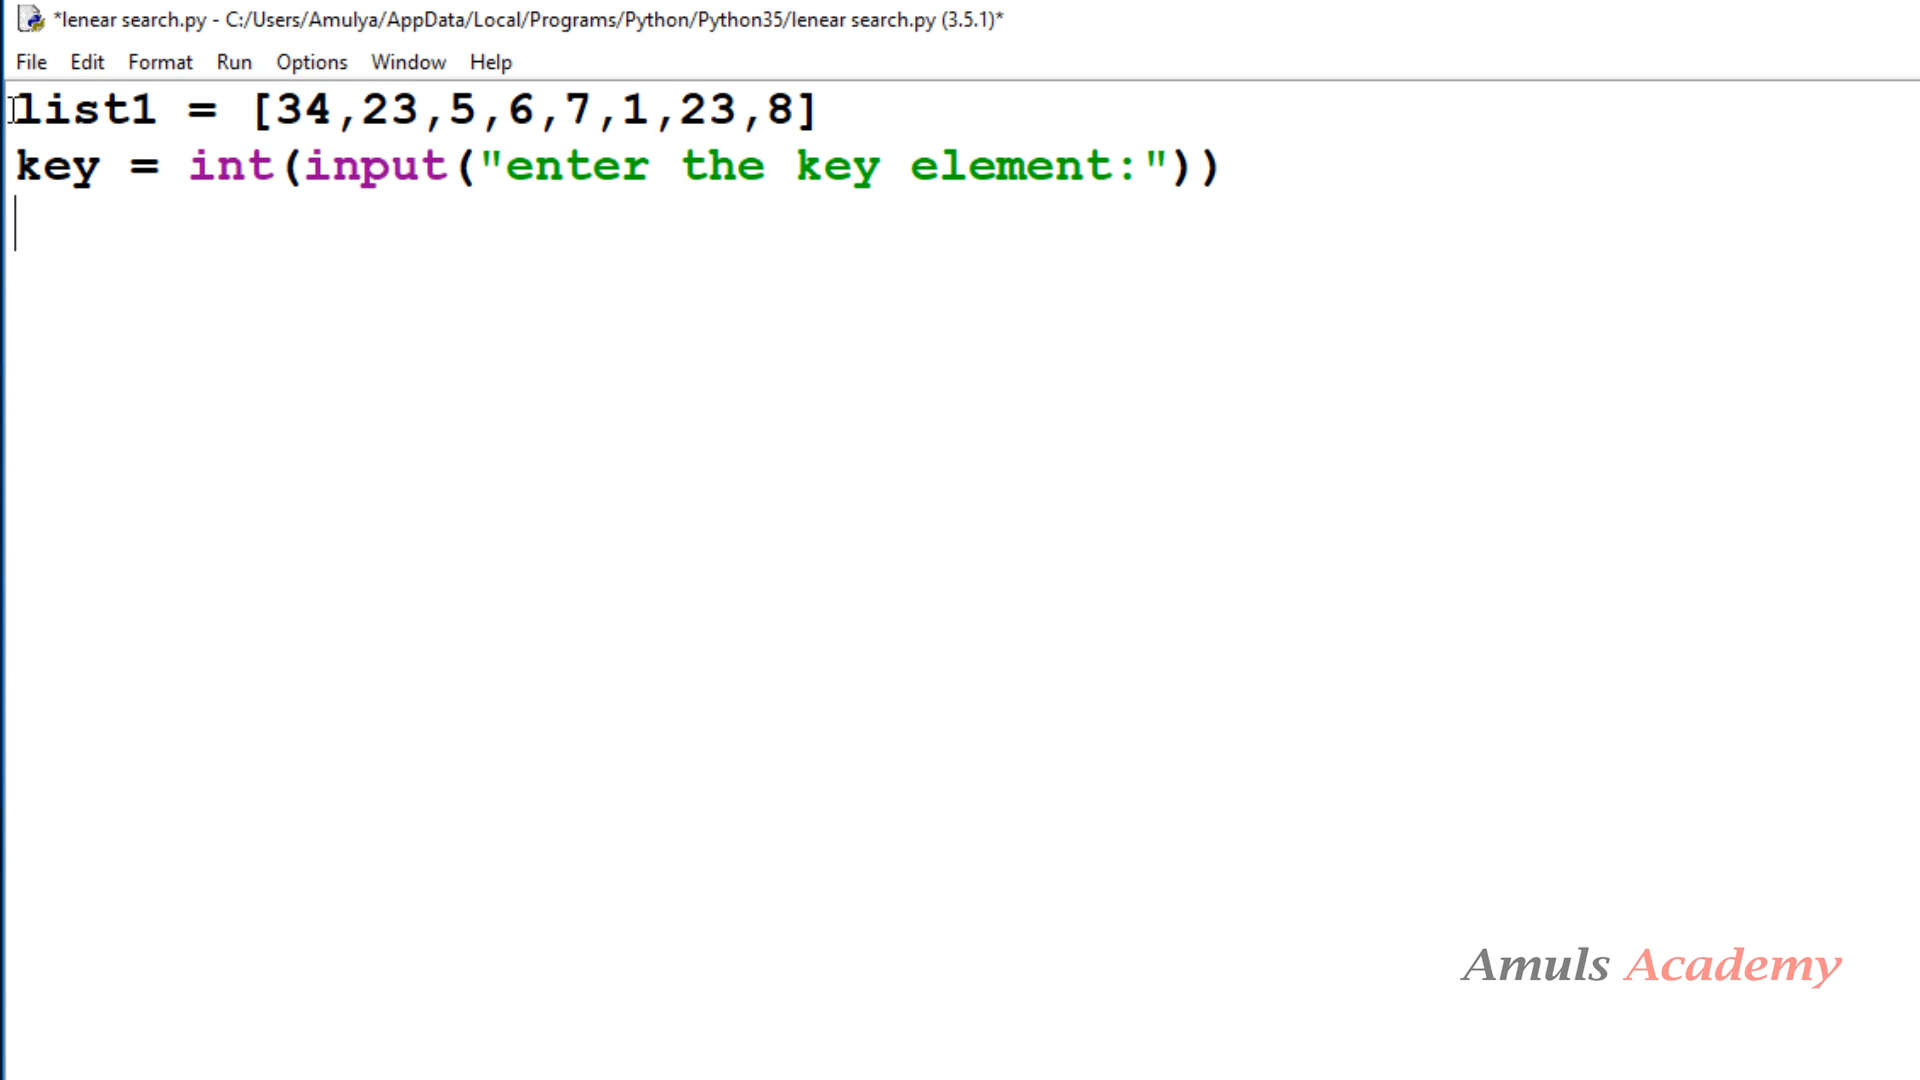 *lenear search.py - C:/Users/Amulya/AppData/Local/Programs/Python/Python35/lenear search.py (3.5.1)*
File Edit Format Run Options Window Help
list1 = [34,23,5,6,7,1,23,8]
key = int(input("enter the key element:"))
Amuls Academy